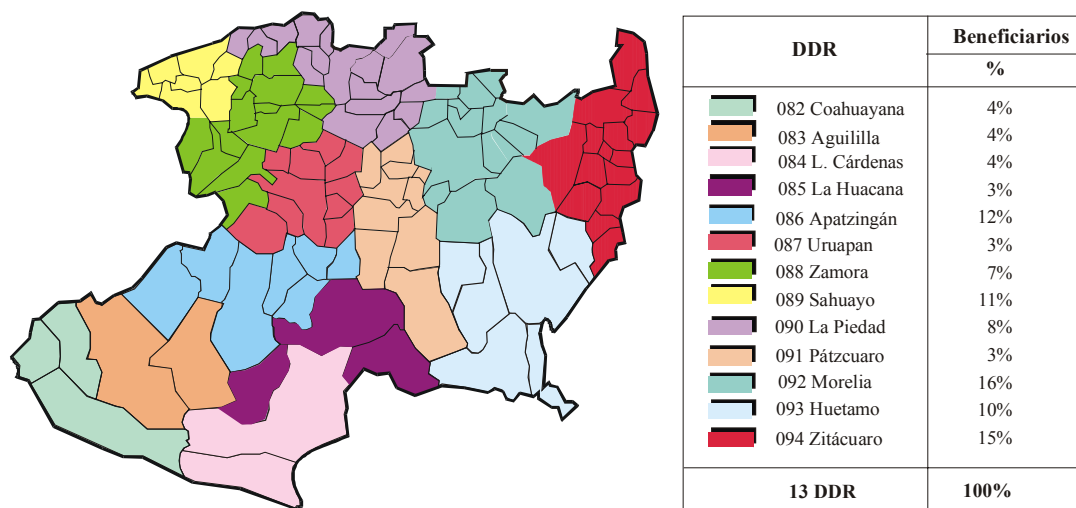 DDR Beneficiarios
%
082 Coahuayana 4%
083 Aguililla 4%
084 L. Cárdenas 4%
085 La Huacana 3%
086 Apatzingán 12%
087 Uruapan 3%
088 Zamora 7%
089 Sahuayo 11%
090 La Piedad 8%
091 Pátzcuaro 3%
092 Morelia 16%
093 Huetamo 10%
094 Zitácuaro 15%
13 DDR 100%